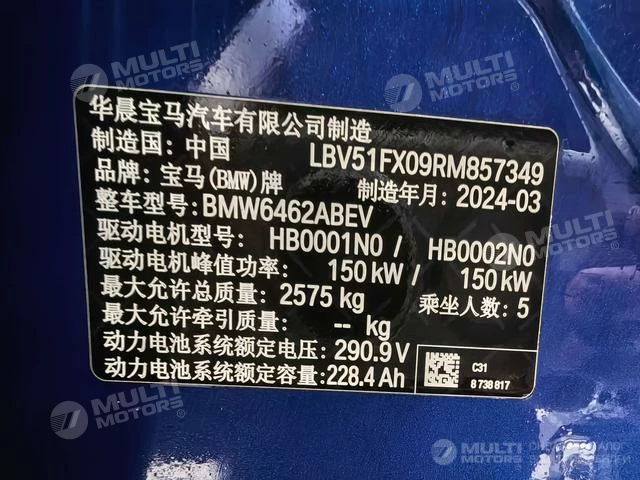 MULTI MOTORS
MULTI MOTORS
华晨宝马汽车有限公司制造
制造国: 中国 LBV51FX09RM857349
品牌: 宝马(BMW)牌 制造年月: 2024-03
整车型号: BMW6462ABEV
驱动电机型号: HB0001N0 / HB0002N0
驱动电机峰值功率: 150 kW / 150 kW
最大允许总质量: 2575 kg 乘坐人数: 5
最大允许牵引质量: -- kg
动力电池系统额定电压: 290.9 V
动力电池系统额定容量: 228.4 Ah
C31
8 738 817
MULTI MOTORS
MULTI MOTORS